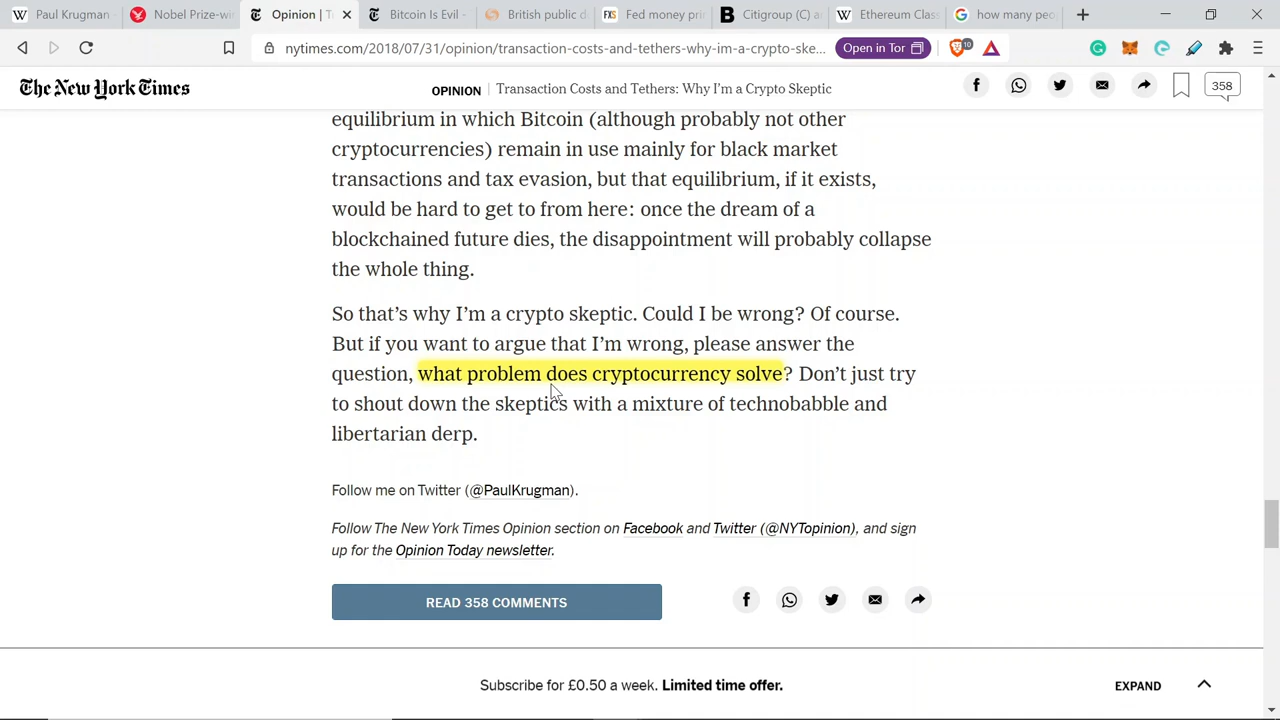 Paul Krugman -
Nobel Prize-wi
Opinion | T
Bitcoin Is Evil -
British public d
Fed money pri
Citigroup (C) a
Ethereum Clas
how many peo
nytimes.com/2018/07/31/opinion/transaction-costs-and-tethers-why-im-a-crypto-ske...
Open in Tor
10
The New York Times
OPINION | Transaction Costs and Tethers: Why I’m a Crypto Skeptic
358
equilibrium in which Bitcoin (although probably not other
cryptocurrencies) remain in use mainly for black market
transactions and tax evasion, but that equilibrium, if it exists,
would be hard to get to from here: once the dream of a
blockchained future dies, the disappointment will probably collapse
the whole thing.
So that’s why I’m a crypto skeptic. Could I be wrong? Of course.
But if you want to argue that I’m wrong, please answer the
question, what problem does cryptocurrency solve? Don’t just try
to shout down the skeptics with a mixture of technobabble and
libertarian derp.
Follow me on Twitter (@PaulKrugman).
Follow The New York Times Opinion section on Facebook and Twitter (@NYTopinion), and sign
up for the Opinion Today newsletter.
READ 358 COMMENTS
Subscribe for £0.50 a week. Limited time offer.
EXPAND